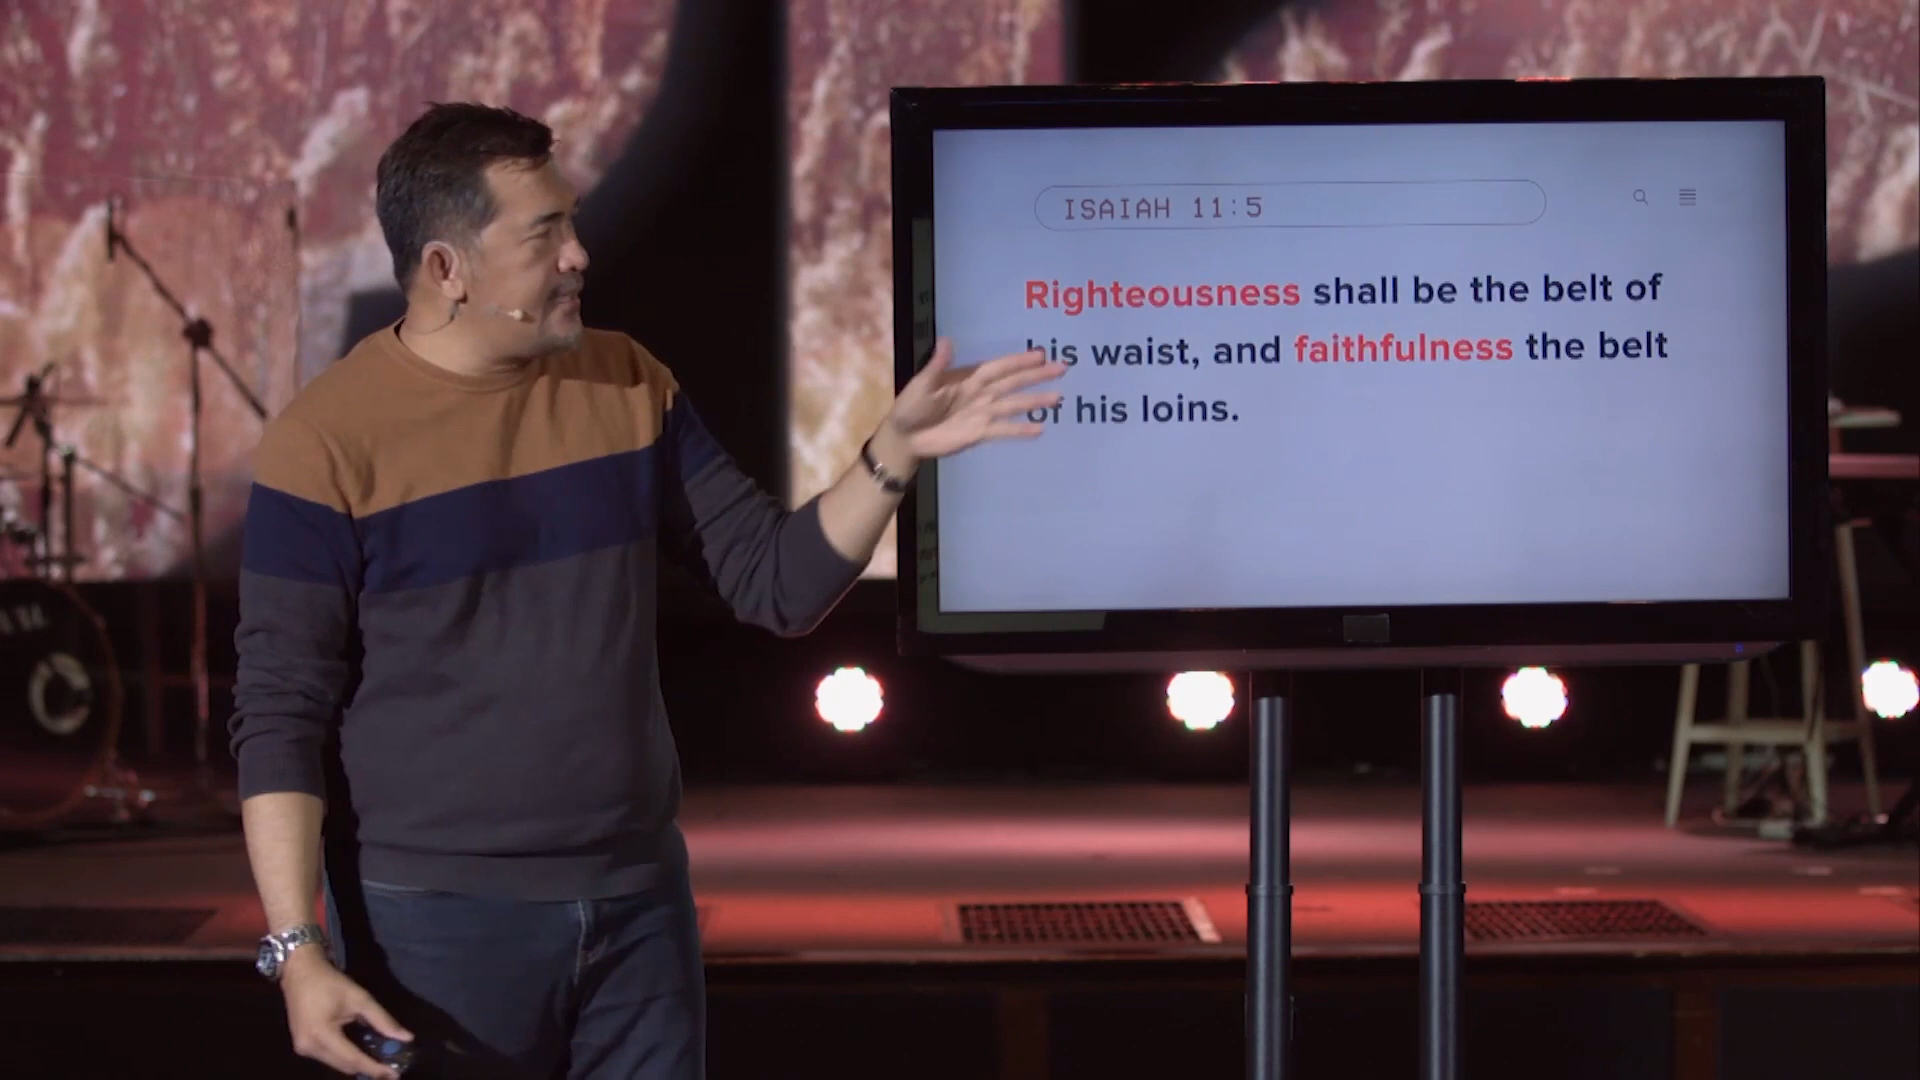 ISAIAH 11:5
Righteousness shall be the belt of
his waist, and faithfulness the belt
of his loins.